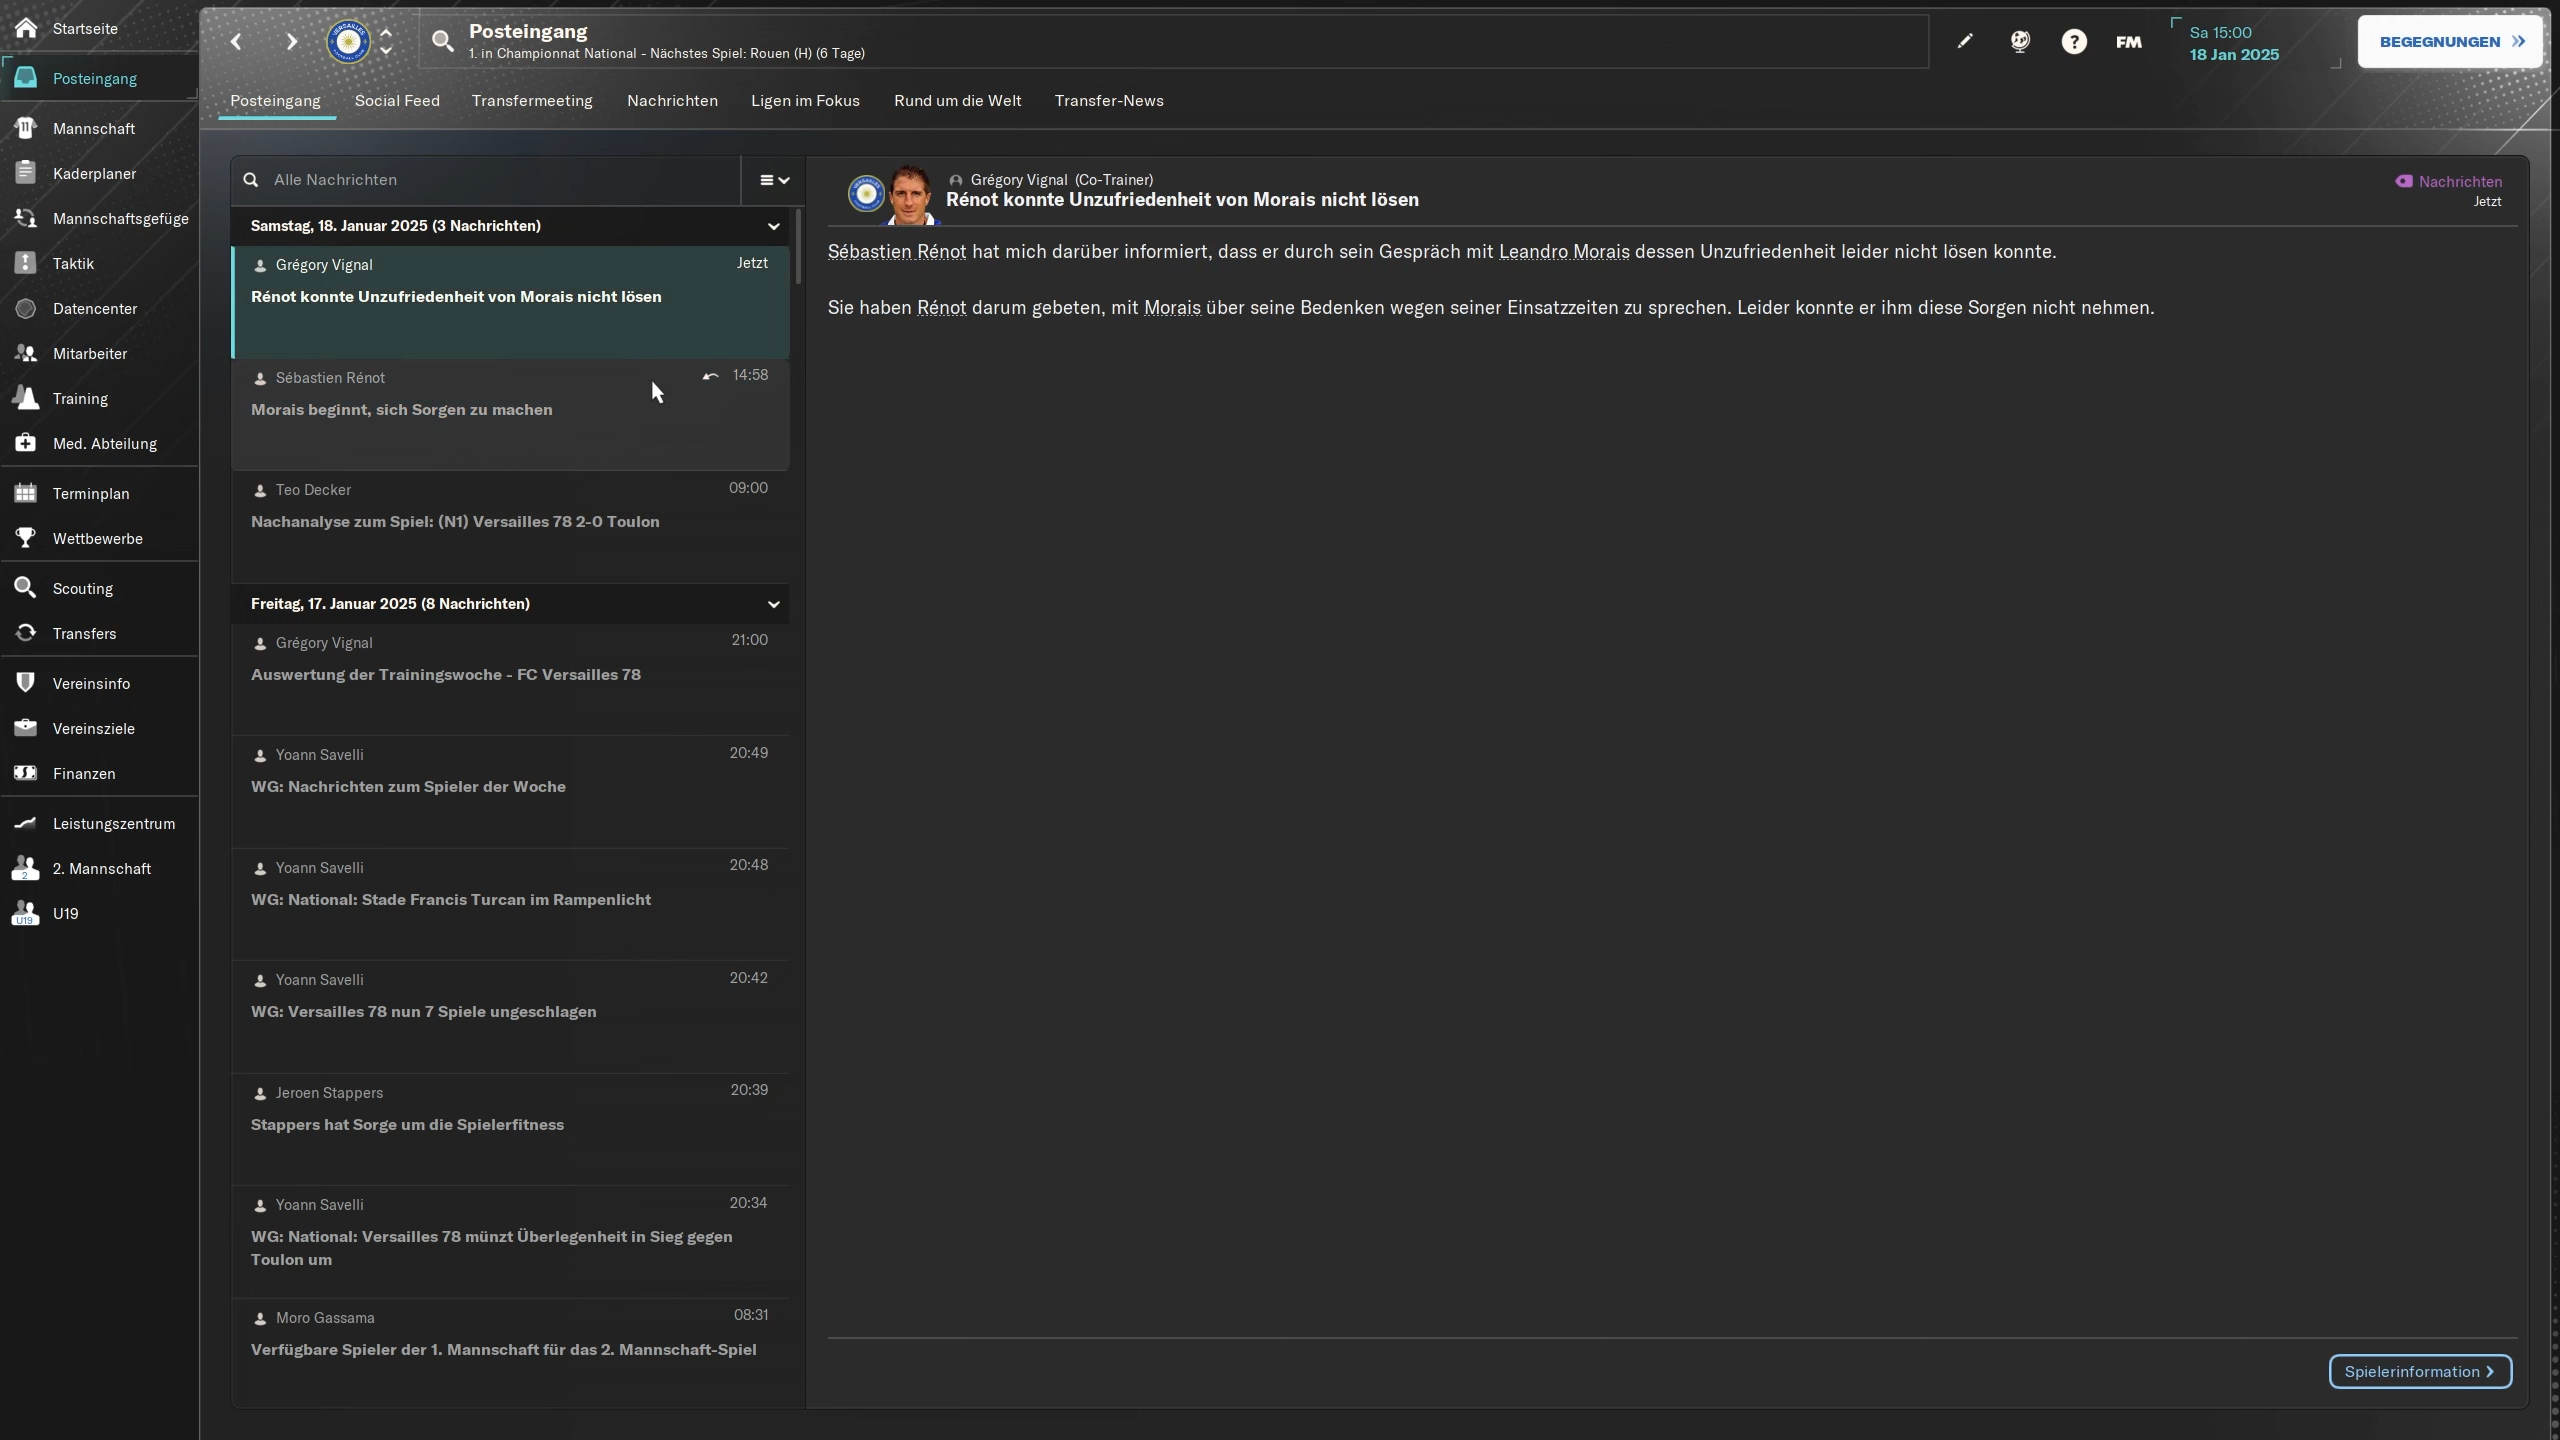 Startseite
Posteingang
Mannschaft
Kaderplaner
Mannschaftsgefüge
Taktik
Datencenter
Mitarbeiter
Training
Med. Abteilung
Terminplan
Wettbewerbe
Scouting
Transfers
Vereinsinfo
Vereinsziele
Finanzen
Leistungszentrum
2
2. Mannschaft
U19
U19
Posteingang
1. in Championnat National - Nächstes Spiel: Rouen (H) (6 Tage)
FM
Sa 15:00
18 Jan 2025
BEGEGNUNGEN
Posteingang Social Feed Transfermeeting Nachrichten Ligen im Fokus Rund um die Welt Transfer-News
Alle Nachrichten
Samstag, 18. Januar 2025 (3 Nachrichten)
Grégory Vignal Jetzt
Rénot konnte Unzufriedenheit von Morais nicht lösen
Sébastien Rénot 14:58
Morais beginnt, sich Sorgen zu machen
Teo Decker 09:00
Nachanalyse zum Spiel: (N1) Versailles 78 2-0 Toulon
Freitag, 17. Januar 2025 (8 Nachrichten)
Grégory Vignal 21:00
Auswertung der Trainingswoche - FC Versailles 78
Yoann Savelli 20:49
WG: Nachrichten zum Spieler der Woche
Yoann Savelli 20:48
WG: National: Stade Francis Turcan im Rampenlicht
Yoann Savelli 20:42
WG: Versailles 78 nun 7 Spiele ungeschlagen
Jeroen Stappers 20:39
Stappers hat Sorge um die Spielerfitness
Yoann Savelli 20:34
WG: National: Versailles 78 münzt Überlegenheit in Sieg gegen
Toulon um
Moro Gassama 08:31
Verfügbare Spieler der 1. Mannschaft für das 2. Mannschaft-Spiel
Grégory Vignal (Co-Trainer)
Rénot konnte Unzufriedenheit von Morais nicht lösen
Nachrichten
Jetzt
Sébastien Rénot hat mich darüber informiert, dass er durch sein Gespräch mit Leandro Morais dessen Unzufriedenheit leider nicht lösen konnte.
Sie haben Rénot darum gebeten, mit Morais über seine Bedenken wegen seiner Einsatzzeiten zu sprechen. Leider konnte er ihm diese Sorgen nicht nehmen.
Spielerinformation